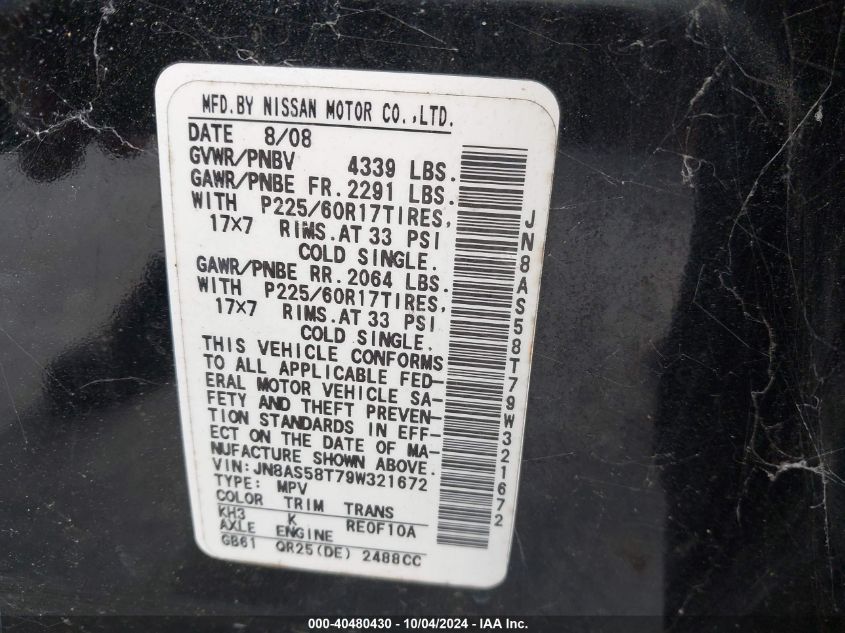 MFD.BY NISSAN MOTOR CO.,LTD.
DATE 8/08
GVWR/PNBV 4339 LBS.
GAWR/PNBE FR. 2291 LBS.
WITH P225/60R17TIRES,
17×7 RIMS.AT 33 PSI
COLD SINGLE.
GAWR/PNBE RR. 2064 LBS.
WITH P225/60R17TIRES,
17×7 RIMS.AT 33 PSI
COLD SINGLE.
THIS VEHICLE CONFORMS
TO ALL APPLICABLE FED-
ERAL MOTOR VEHICLE SA-
FETY AND THEFT PREVEN-
TION STANDARDS IN EFF-
ECT ON THE DATE OF MA-
NUFACTURE SHOWN ABOVE.
VIN:JN8AS58T79W321672
TYPE: MPV
COLOR TRIM TRANS
KH3 K RE0F10A
AXLE ENGINE
GB61 QR25(DE) 2488CC
JN8AS58T79W321672
000-40480430 - 10/04/2024 - IAA Inc.